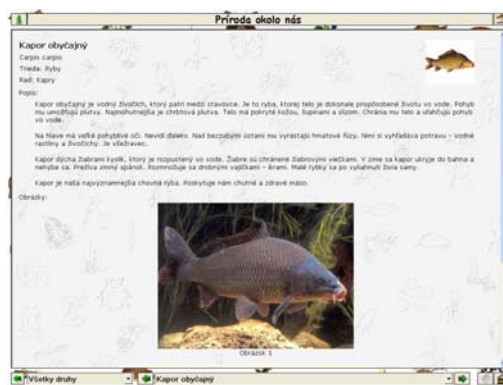 Príroda okolo nás
Kapor obyčajný
Carpio carpio
Trieda: Ryby
Rad: Kapry
Popis:
Kapor obyčajný je vodný živočích, ktorý patrí medzi stavovce. Je to ryba, ktorej telo je dokonale prispôsobené životu vo vode. Pohyb
mu umožňujú plutvy. Najmohutnejšia je chrbtová plutva. Telo má pokryté kožou, šupinami a slizom. Chránia mu telo a uľahčujú pohyb
vo vode.
Na hlave má veľké pohyblivé oči. Nevidí ďaleko. Nad bezzubými ústami mu vyrastajú hmatové fúzy. Nimi si vyhľadáva potravu – vodné
rastliny a živočíchy. Je všežravec.
Kapor dýcha žiabrami kyslík, ktorý je rozpustený vo vode. Žiabre sú chránené žiabrovými viečkami. V zime sa kapor ukryje do bahna a
nehýbe sa. Prežíva zimný spánok. Rozmnožuje sa drobnými vajíčkami – ikrami. Malé rybky sa po vyliahnutí živia samy.
Kapor je naša najvýznamnejšia chovná ryba. Poskytuje nám chutné a zdravé mäso.
Obrázky:
Obrázok 1
Všetky druhy
Kapor obyčajný